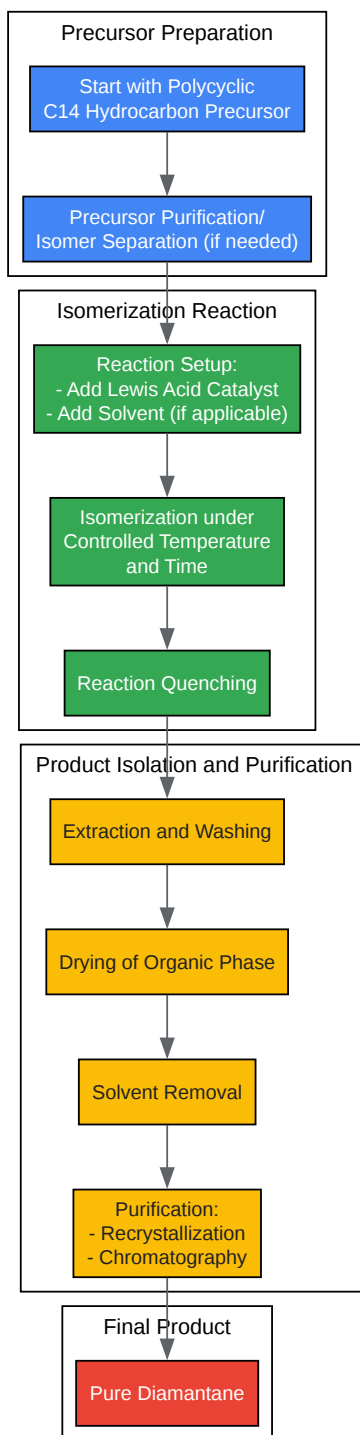 Precursor Preparation
Start with Polycyclic
C14 Hydrocarbon Precursor
Precursor Purification/
Isomer Separation (if needed)
Isomerization Reaction
Reaction Setup:
- Add Lewis Acid Catalyst
- Add Solvent (if applicable)
Isomerization under
Controlled Temperature
and Time
Reaction Quenching
Product Isolation and Purification
Extraction and Washing
Drying of Organic Phase
Solvent Removal
Purification:
- Recrystallization
- Chromatography
Final Product
Pure Diamantane